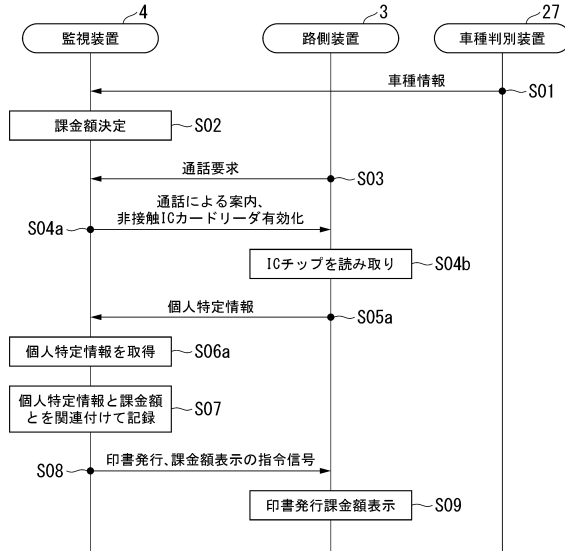 4
3
27
監視装置
路側装置
車種判別装置
車種情報
S01
課金額決定
S02
通話要求
S03
通話による案内、
非接触ICカードリーダ有効化
S04a
ICチップを読み取り
S04b
個人特定情報
S05a
個人特定情報を取得
S06a
個人特定情報と課金額
とを関連付けて記録
S07
印書発行、課金額表示の指令信号
S08
印書発行課金額表示
S09